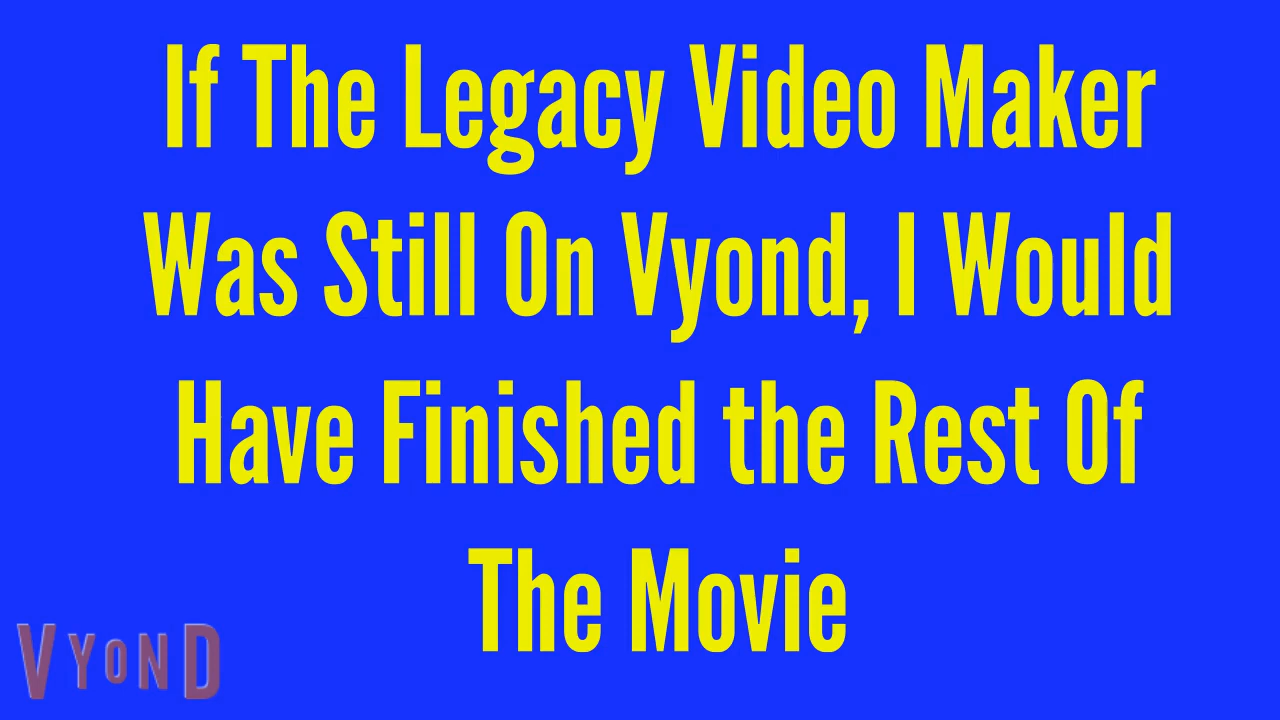 If The Legacy Video Maker
Was Still On Vyond, I Would
Have Finished the Rest Of
The Movie
VYOND